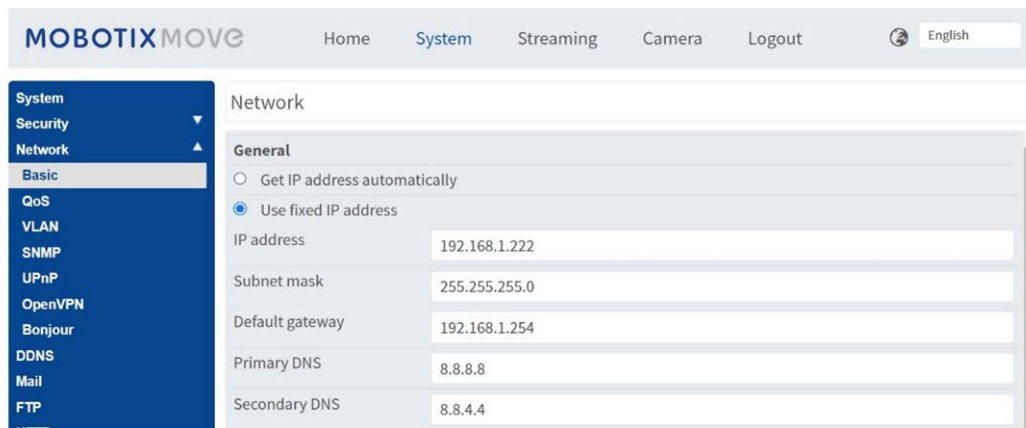 MOBOTIXMOVE Home System Streaming Camera Logout English
System
Security
Network
Basic
QoS
VLAN
SNMP
UPnP
OpenVPN
Bonjour
DDNS
Mail
FTP
Network
General
Get IP address automatically
Use fixed IP address
IP address 192.168.1.222
Subnet mask 255.255.255.0
Default gateway 192.168.1.254
Primary DNS 8.8.8.8
Secondary DNS 8.8.4.4